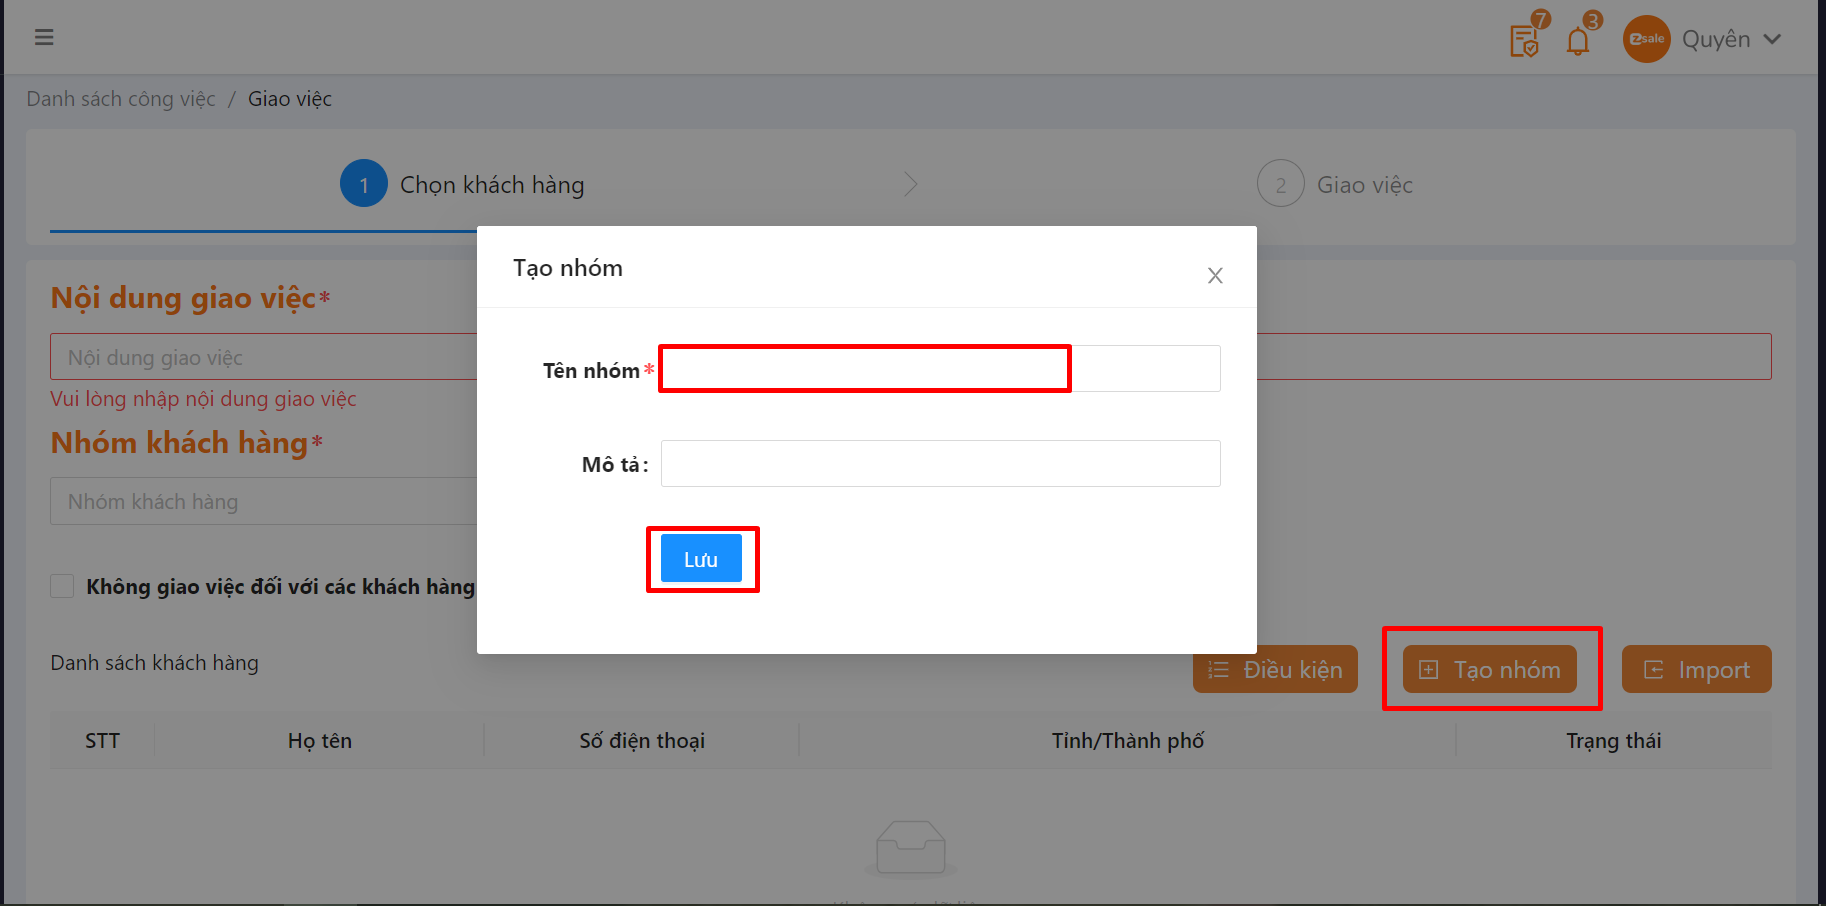 7
3
zsale
Quyên
Danh sách công việc / Giao việc
1 Chọn khách hàng
2 Giao việc
Tạo nhóm
Nội dung giao việc*
Nội dung giao việc
Tên nhóm*
Vui lòng nhập nội dung giao việc
Nhóm khách hàng*
Mô tả:
Nhóm khách hàng
Lưu
Không giao việc đối với các khách hàng
Danh sách khách hàng
Điều kiện
Tạo nhóm
Import
STT Họ tên Số điện thoại Tỉnh/Thành phố Trạng thái